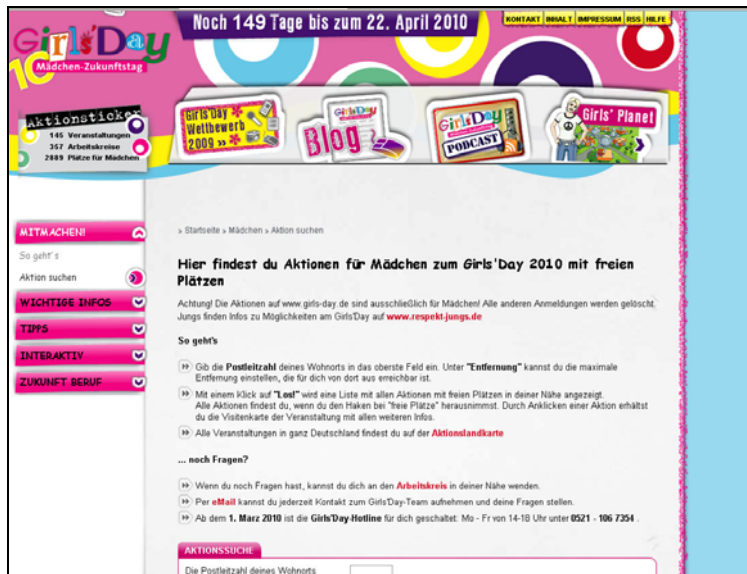 Noch 149 Tage bis zum 22. April 2010
KONTAKT INHALT IMPRESSUM RSS HILFE
Girls'Day
Mädchen-Zukunftstag
10
Aktionsticker
145 Veranstaltungen
357 Arbeitskreise
2889 Plätze für Mädchen
Girls'Day
Wettbewerb
2009 »
Girls'Day
Blog
Girls'Day
PODCAST
Girls' Planet
MITMACHEN!
So geht's
Aktion suchen
WICHTIGE INFOS
TIPPS
INTERAKTIV
ZUKUNFT BERUF
» Startseite » Mädchen » Aktion suchen
Hier findest du Aktionen für Mädchen zum Girls'Day 2010 mit freien
Plätzen
Achtung! Die Aktionen auf www.girls-day.de sind ausschließlich für Mädchen! Alle anderen Anmeldungen werden gelöscht.
Jungs finden Infos zu Möglichkeiten am Girls'Day auf www.respekt-jungs.de
So geht's
Gib die Postleitzahl deines Wohnorts in das oberste Feld ein. Unter "Entfernung" kannst du die maximale
Entfernung einstellen, die für dich von dort aus erreichbar ist.
Mit einem Klick auf "Los!" wird eine Liste mit allen Aktionen mit freien Plätzen in deiner Nähe angezeigt.
Alle Aktionen findest du, wenn du den Haken bei "freie Plätze" herausnimmst. Durch Anklicken einer Aktion erhältst
du die Visitenkarte der Veranstaltung mit allen weiteren Infos.
Alle Veranstaltungen in ganz Deutschland findest du auf der Aktionslandkarte
... noch Fragen?
Wenn du noch Fragen hast, kannst du dich an den Arbeitskreis in deiner Nähe wenden.
Per eMail kannst du jederzeit Kontakt zum Girls'Day-Team aufnehmen und deine Fragen stellen.
Ab dem 1. März 2010 ist die Girls'Day-Hotline für dich geschaltet: Mo - Fr von 14-18 Uhr unter 0521 - 106 7354 .
AKTIONSSUCHE
Die Postleitzahl deines Wohnorts